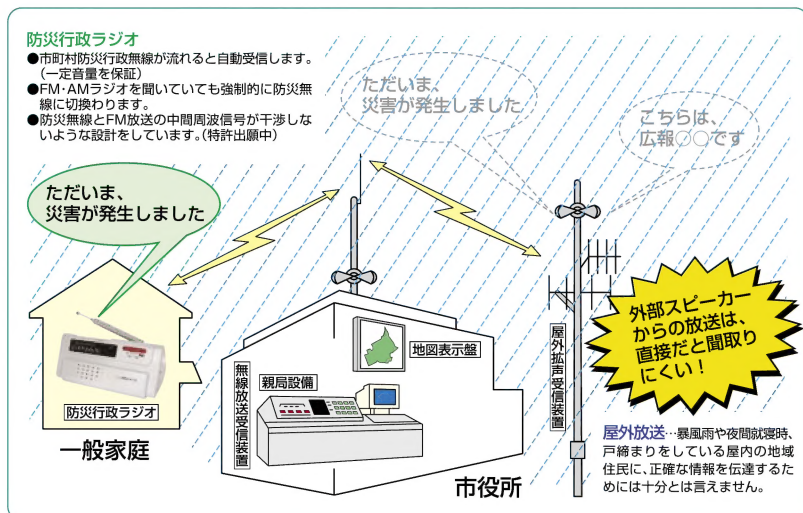 防災行政ラジオ
●市町村防災行政無線が流れると自動受信します。
(一定音量を保証)
●FM・AMラジオを聞いていても強制的に防災無
線に切換わります。
●防災無線とFM放送の中間周波信号が干渉しな
いような設計をしています。(特許出願中)
ただいま、
災害が発生しました
こちらは、
広報○○です
ただいま、
災害が発生しました
外部スピーカー
からの放送は、
直接だと聞取り
にくい!
地図表示盤
親局設備
無線放送受信装置
屋外拡声受信装置
防災行政ラジオ
一般家庭
市役所
屋外放送…暴風雨や夜間就寝時、
戸締まりをしている屋内の地域
住民に、正確な情報を伝達するた
めには十分とは言えません。